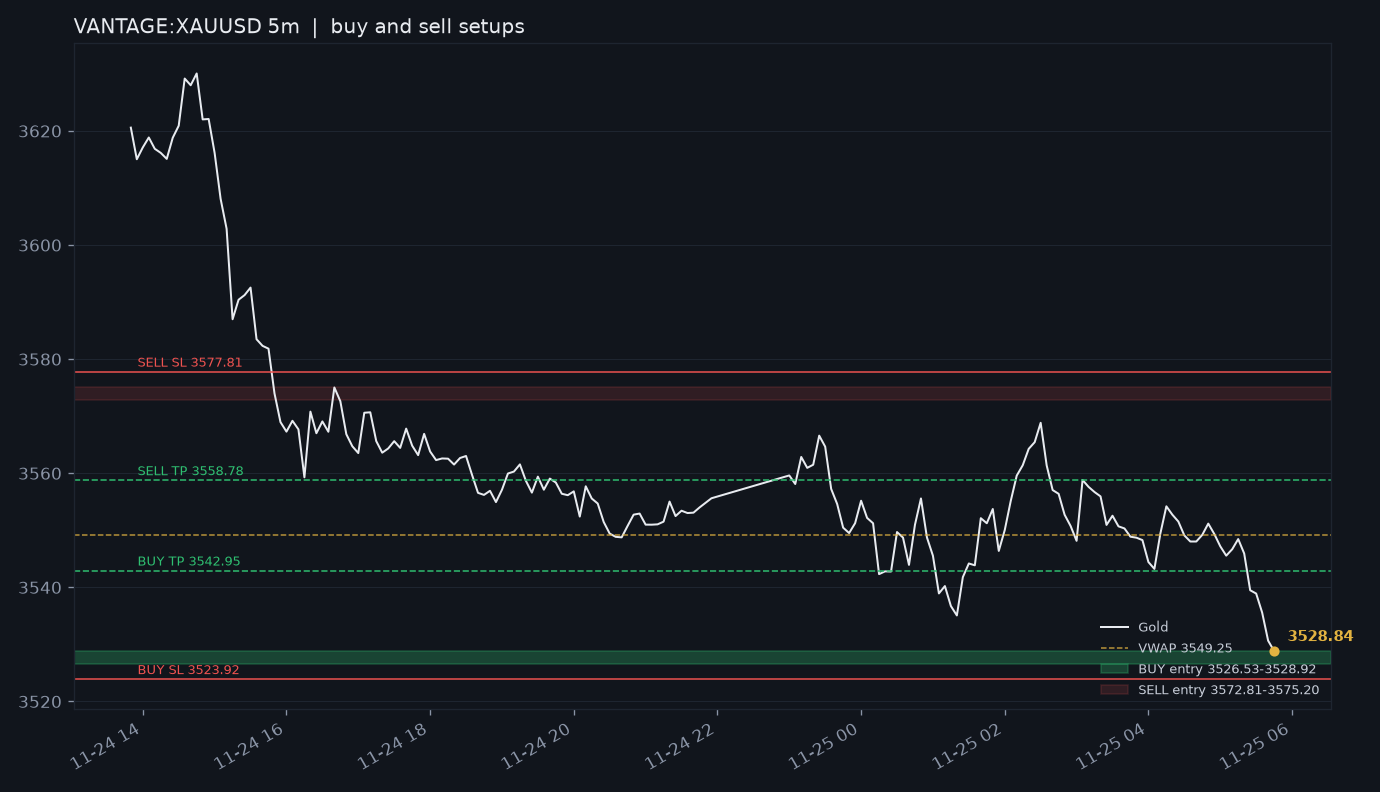 VANTAGE:XAUUSD 5m | buy and sell setups
3620
3600
3580
3560
3540
3520
SELL SL 3577.81
SELL TP 3558.78
BUY TP 3542.95
BUY SL 3523.92
3528.84
Gold
VWAP 3549.25
BUY entry 3526.53-3528.92
SELL entry 3572.81-3575.20
11-24 14
11-24 16
11-24 18
11-24 20
11-24 22
11-25 00
11-25 02
11-25 04
11-25 06